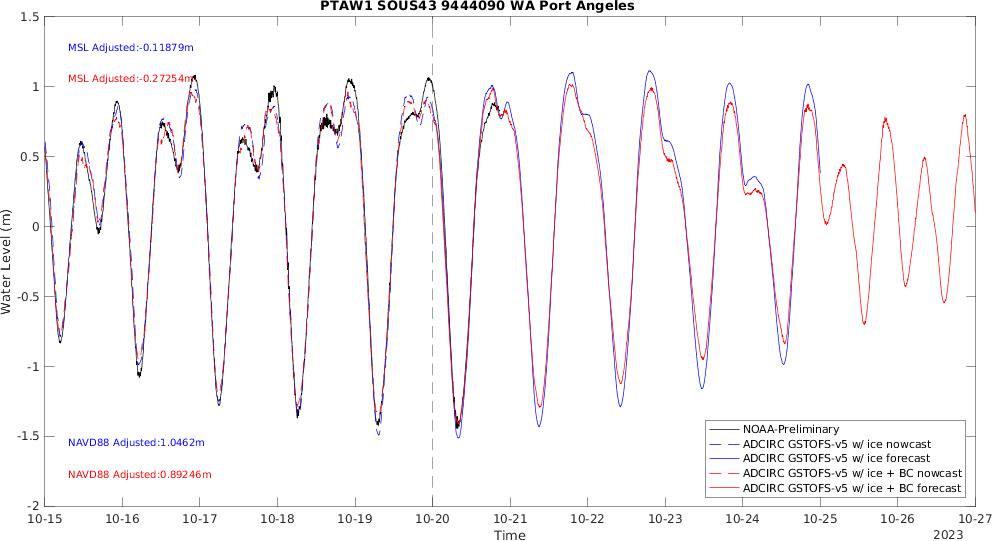 PTAW1 SOUS43 9444090 WA Port Angeles
1.5
1
0.5
0
-0.5
-1
-1.5
-2
Water Level (m)
MSL Adjusted:-0.11879m
MSL Adjusted:-0.27254m
NAVD88 Adjusted:1.0462m
NAVD88 Adjusted:0.89246m
NOAA-Preliminary
ADCIRC GSTOFS-v5 w/ ice nowcast
ADCIRC GSTOFS-v5 w/ ice forecast
ADCIRC GSTOFS-v5 w/ ice + BC nowcast
ADCIRC GSTOFS-v5 w/ ice + BC forecast
10-15 10-16 10-17 10-18 10-19 10-20 10-21 10-22 10-23 10-24 10-25 10-26 10-27
Time
2023